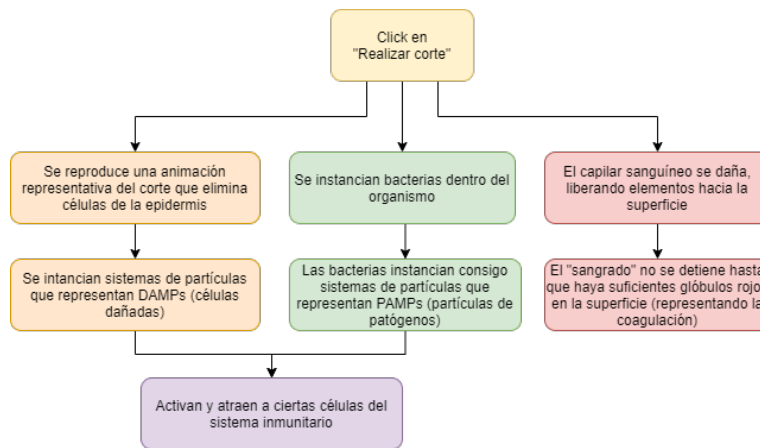 Click en
"Realizar corte"
Se reproduce una animación
representativa del corte que elimina
células de la epidermis
Se instancian bacterias dentro del
organismo
El capilar sanguíneo se daña,
liberando elementos hacia la
superficie
Se intancian sistemas de partículas
que representan DAMPs (células
dañadas)
Las bacterias instancian consigo
sistemas de partículas que
representan PAMPs (partículas de
patógenos)
El "sangrado" no se detiene hasta
que haya suficientes glóbulos rojo
en la superficie (representando la
coagulación)
Activan y atraen a ciertas células del
sistema inmunitario